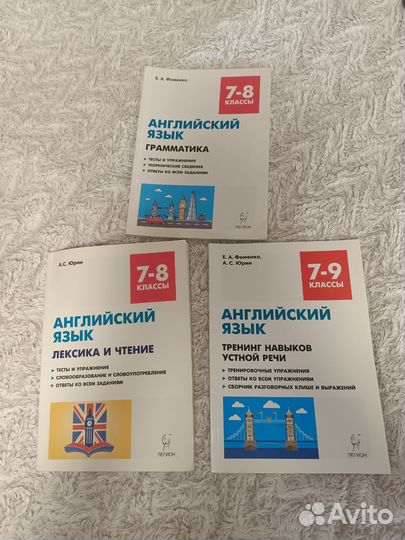 Е. А. Фоменко
7-8
КЛАССЫ
АНГЛИЙСКИЙ
ЯЗЫК
ГРАММАТИКА
ТЕСТЫ И УПРАЖНЕНИЯ
ТЕОРЕТИЧЕСКИЕ СВЕДЕНИЯ
ОТВЕТЫ КО ВСЕМ ЗАДАНИЯМ
ЛЕГИОН
А.С. Юрин
7-8
КЛАССЫ
АНГЛИЙСКИЙ
ЯЗЫК
ЛЕКСИКА И ЧТЕНИЕ
ТЕСТЫ И УПРАЖНЕНИЯ
СЛОВООБРАЗОВАНИЕ И СЛОВОУПОТРЕБЛЕНИЕ
ОТВЕТЫ КО ВСЕМ ЗАДАНИЯМ
ЛЕГИОН
Е. А. Фоменко,
А. С. Юрин
7-9
КЛАССЫ
АНГЛИЙСКИЙ
ЯЗЫК
ТРЕНИНГ НАВЫКОВ
УСТНОЙ РЕЧИ
ТРЕНИРОВОЧНЫЕ УПРАЖНЕНИЯ
ОТВЕТЫ КО ВСЕМ УПРАЖНЕНИЯМ
СБОРНИК РАЗГОВОРНЫХ КЛИШЕ И ВЫРАЖЕНИЙ
ЛЕГИОН
Avito